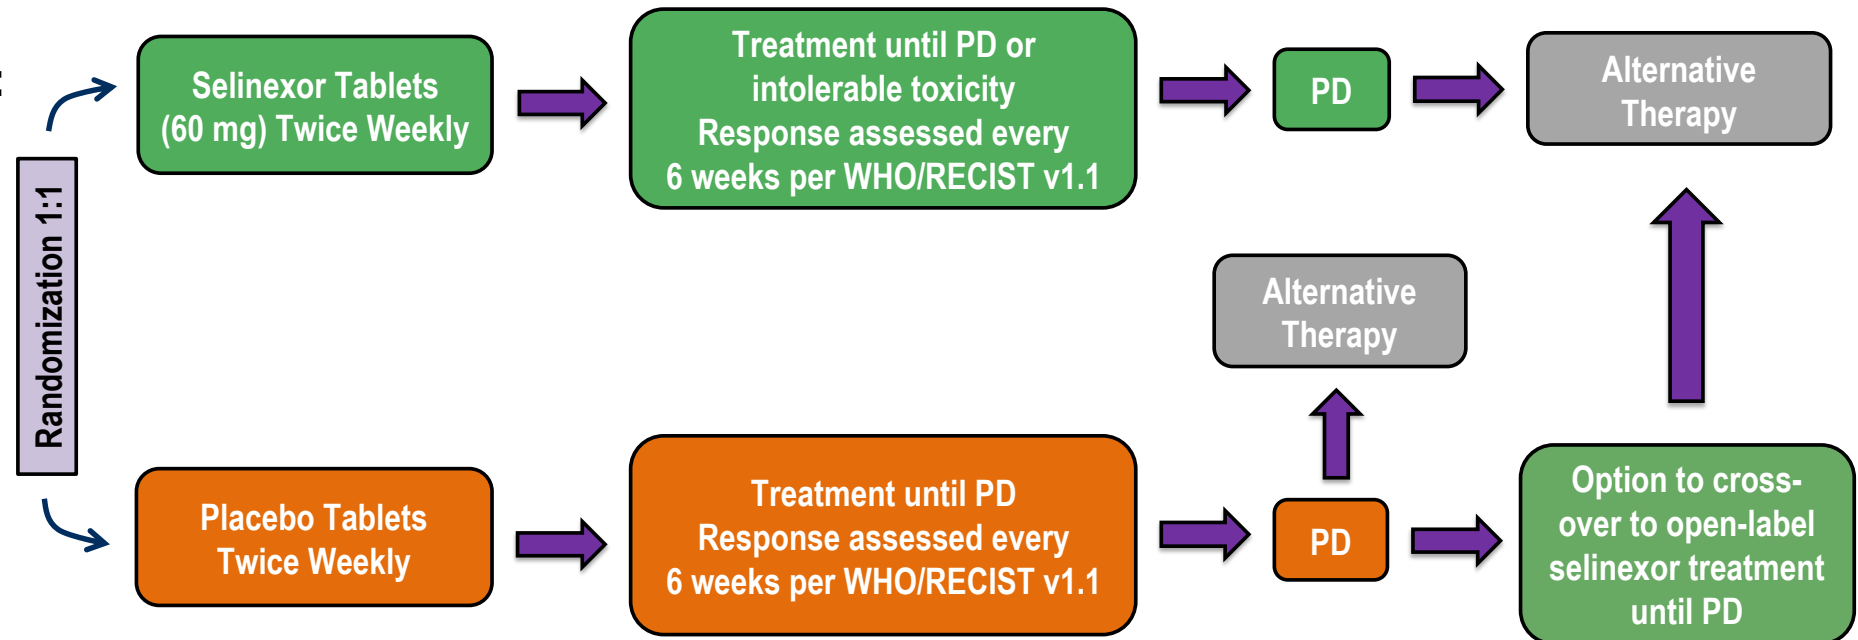 :
Randomization 1:1
Selinexor Tablets
(60 mg) Twice Weekly
Treatment until PD or
intolerable toxicity
Response assessed every
6 weeks per WHO/RECIST v1.1
PD
Alternative
Therapy
Alternative
Therapy
Placebo Tablets
Twice Weekly
Treatment until PD
Response assessed every
6 weeks per WHO/RECIST v1.1
PD
Option to cross-
over to open-label
selinexor treatment
until PD